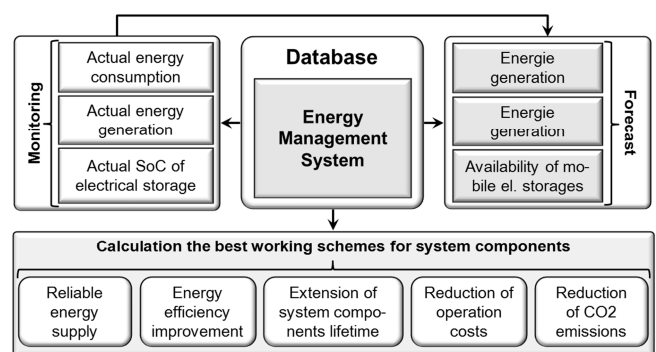 Monitoring
Actual energy
consumption
Actual energy
generation
Actual SoC of
electrical storage
Database
Energy
Management
System
Energie
generation
Energie
generation
Availability of mo-
bile el. storages
Forecast
Calculation the best working schemes for system components
Reliable
energy
supply
Energy
efficiency
improvement
Extension of
system compo-
nents lifetime
Reduction of
operation
costs
Reduction
of CO2
emissions